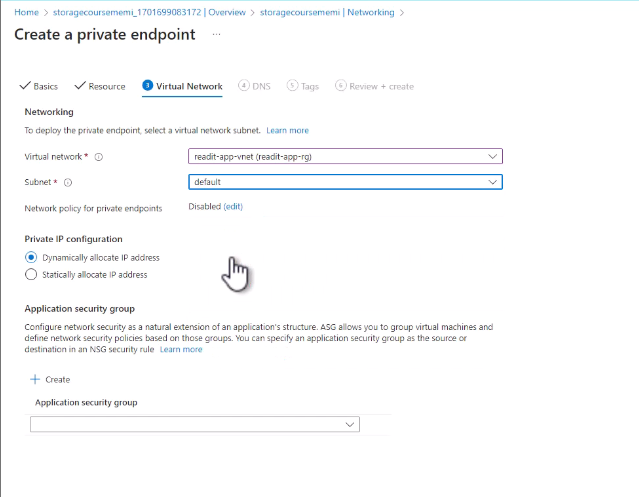 Home > storagecoursememi_1701699083172 | Overview > storagecoursememi | Networking >
Create a private endpoint ...
Basics Resource 3 Virtual Network 4 DNS 5 Tags 6 Review + create
Networking
To deploy the private endpoint, select a virtual network subnet. Learn more
Virtual network * readit-app-vnet (readit-app-rg)
Subnet * default
Network policy for private endpoints Disabled (edit)
Private IP configuration
Dynamically allocate IP address
Statically allocate IP address
Application security group
Configure network security as a natural extension of an application's structure. ASG allows you to group virtual machines and
define network security policies based on those groups. You can specify an application security group as the source or
destination in an NSG security rule Learn more
+ Create
Application security group